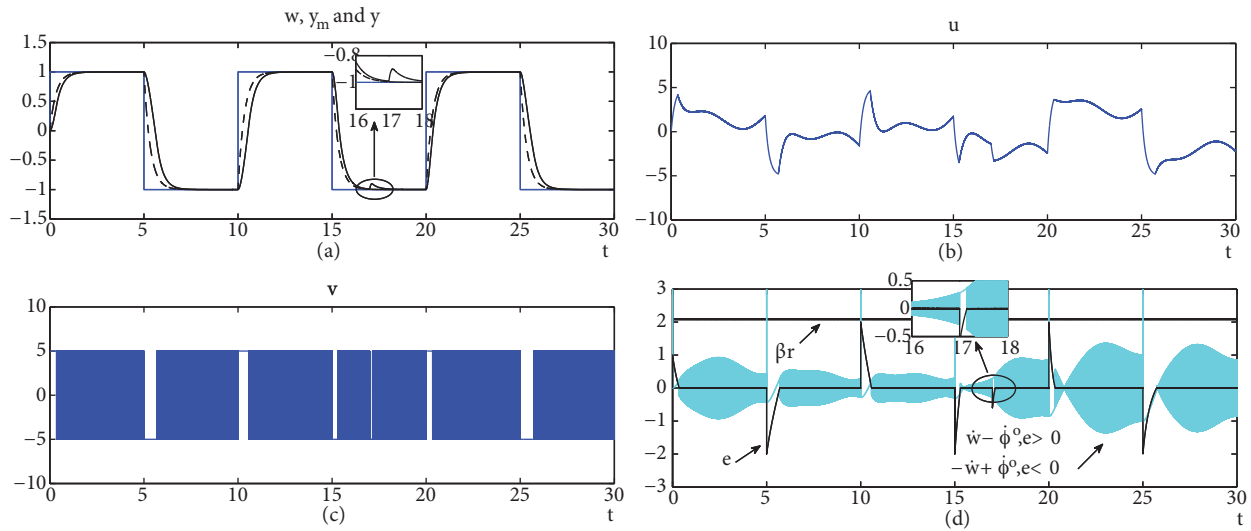 w, yₘ and y
1.5
1
0.5
0
−0.5
−1
−1.5
0 5 10 15 20 25 30
(a)
t
−0.8
−1
16 17 18
u
10
5
0
−5
−10
0 5 10 15 20 25 30
(b)
t
v
10
5
0
−5
−10
0 5 10 15 20 25 30
(c)
t
3
2
1
0
−1
−2
−3
0 5 10 15 20 25 30
(d)
t
0.5
0
−0.5
16 17 18
βr
e
ẇ− ϕ̇ᵒ,e> 0
−ẇ+ ϕ̇ᵒ,e< 0